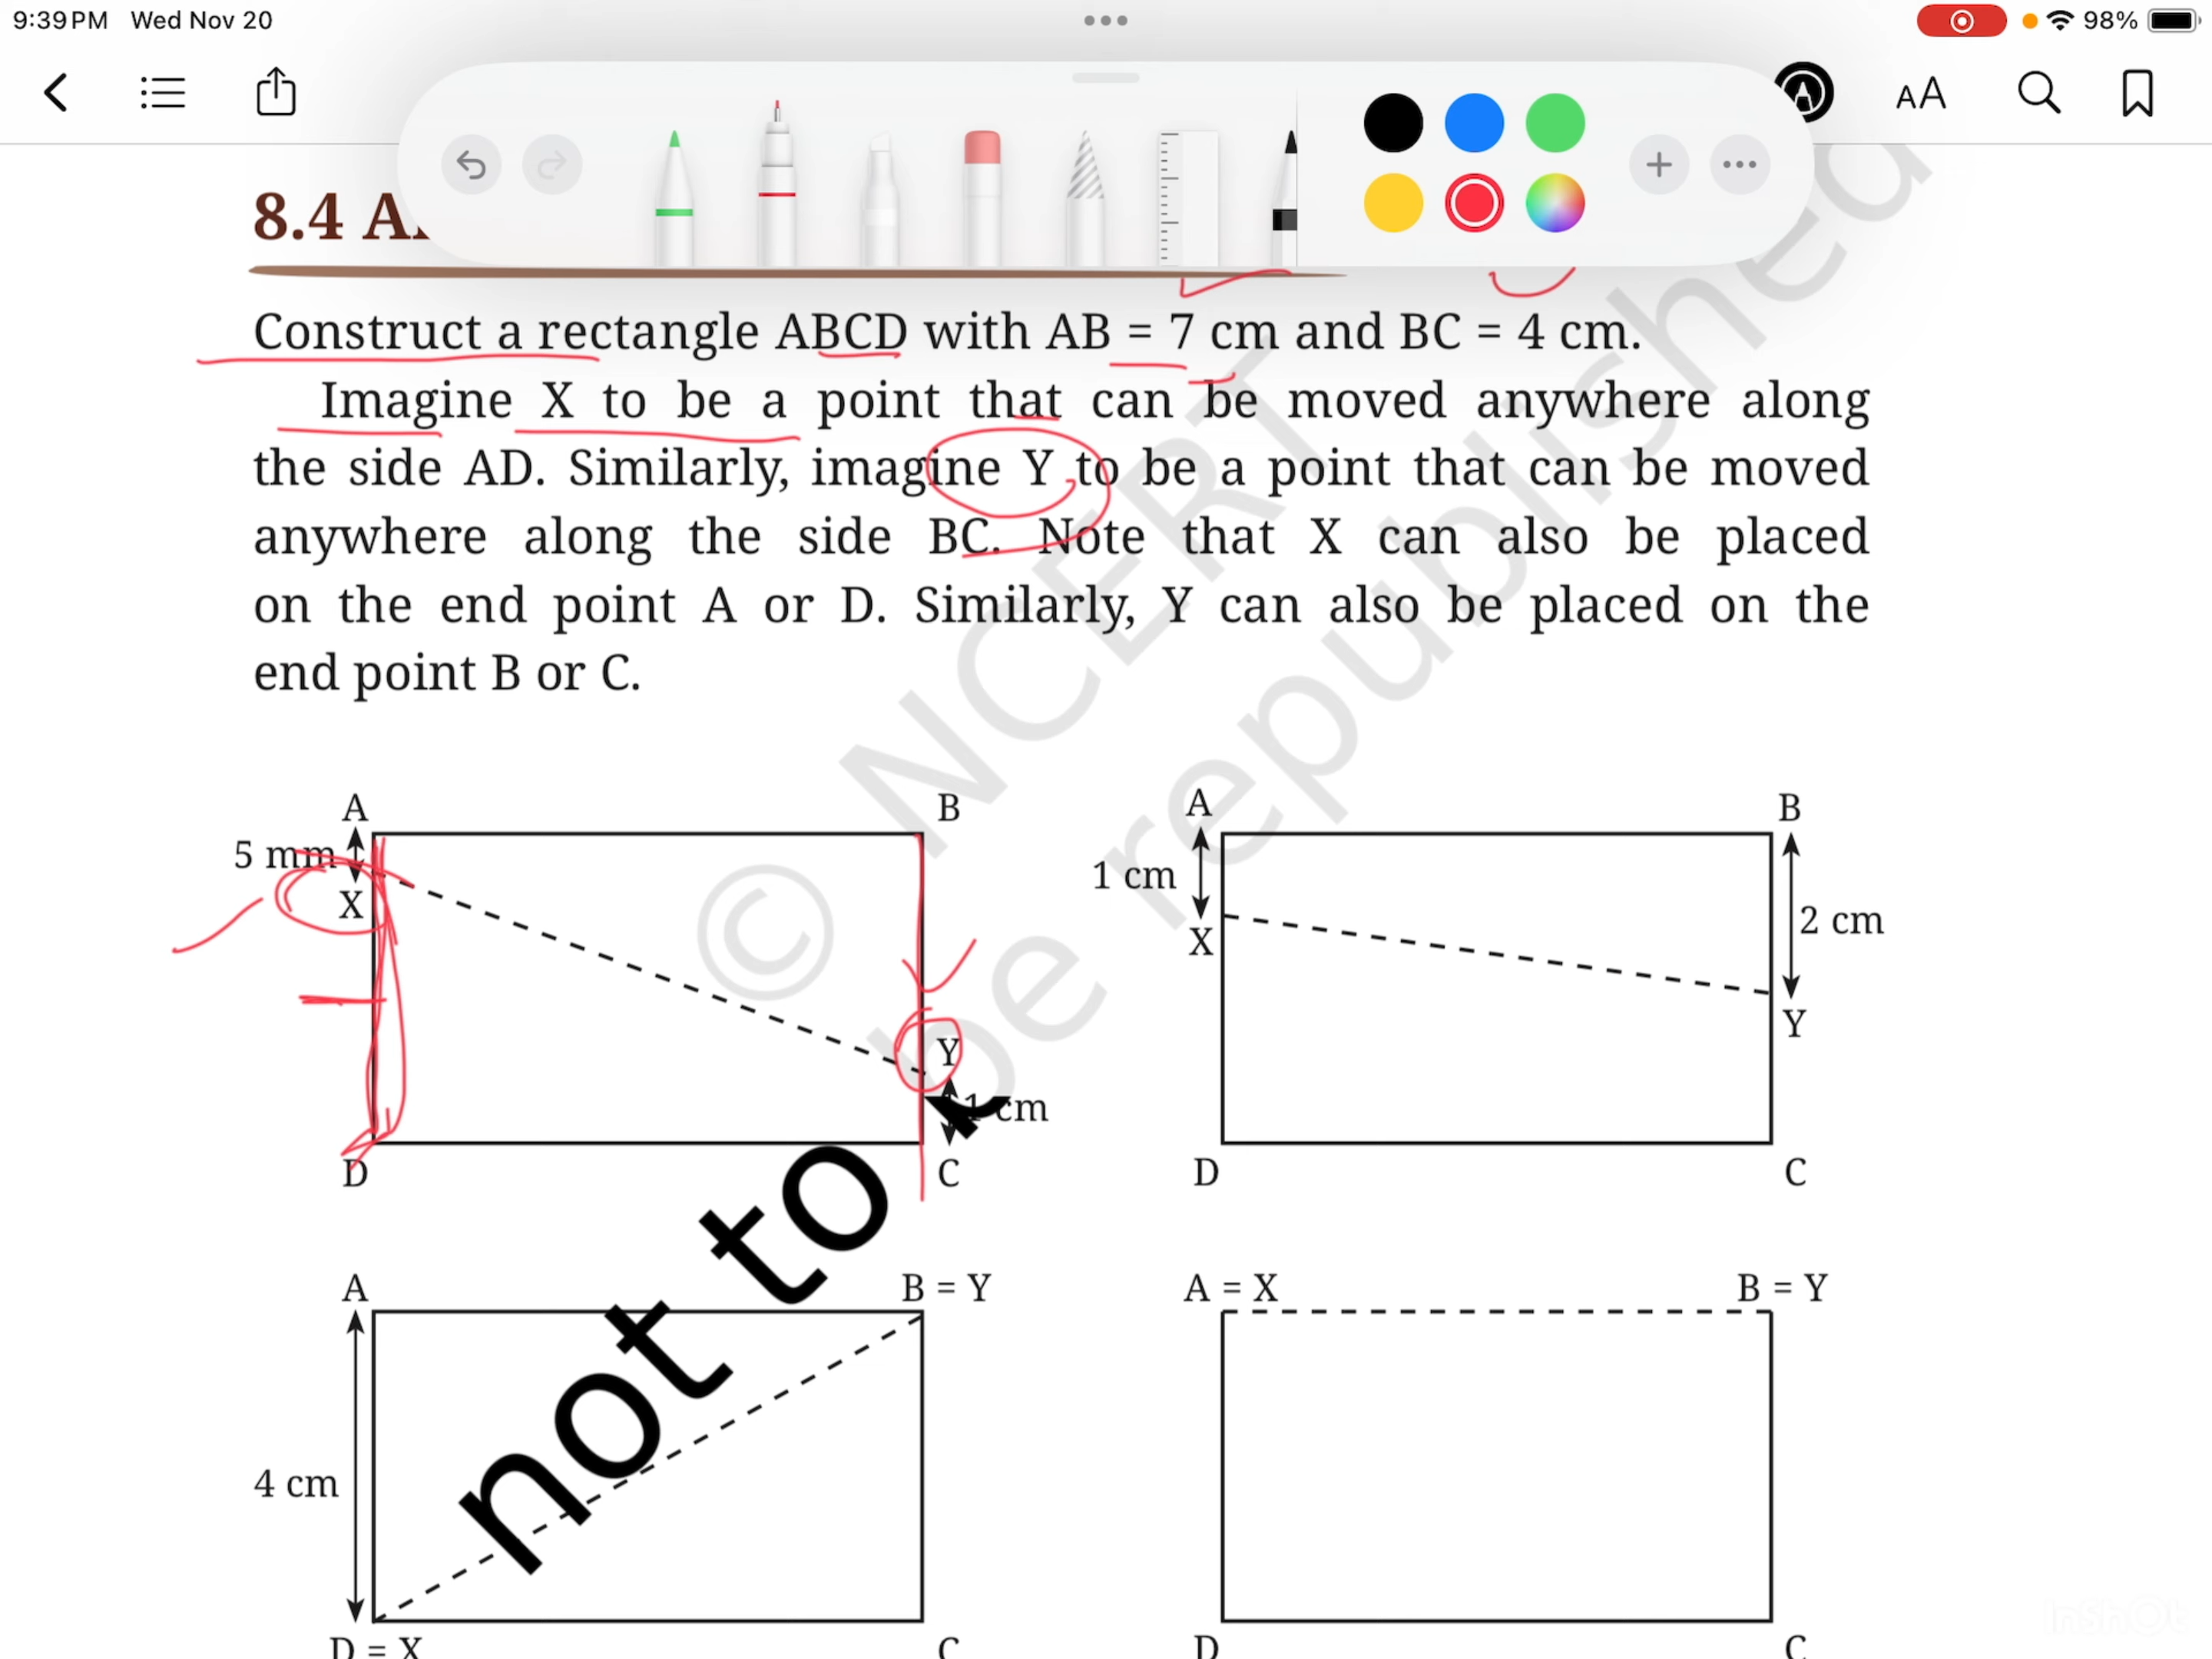 9:39 PM Wed Nov 20
98%
AA
8.4
Construct a rectangle ABCD with AB = 7 cm and BC = 4 cm.
Imagine X to be a point that can be moved anywhere along
the side AD. Similarly, imagine Y to be a point that can be moved
anywhere along the side BC. Note that X can also be placed
on the end point A or D. Similarly, Y can also be placed on the
end point B or C.
© NCERT
not to be republished
A B
5 mm
X
Y
1 cm
D C
A B
1 cm
2 cm
X
Y
D C
A B = Y
4 cm
D = X C
A = X B = Y
D C
InShOt